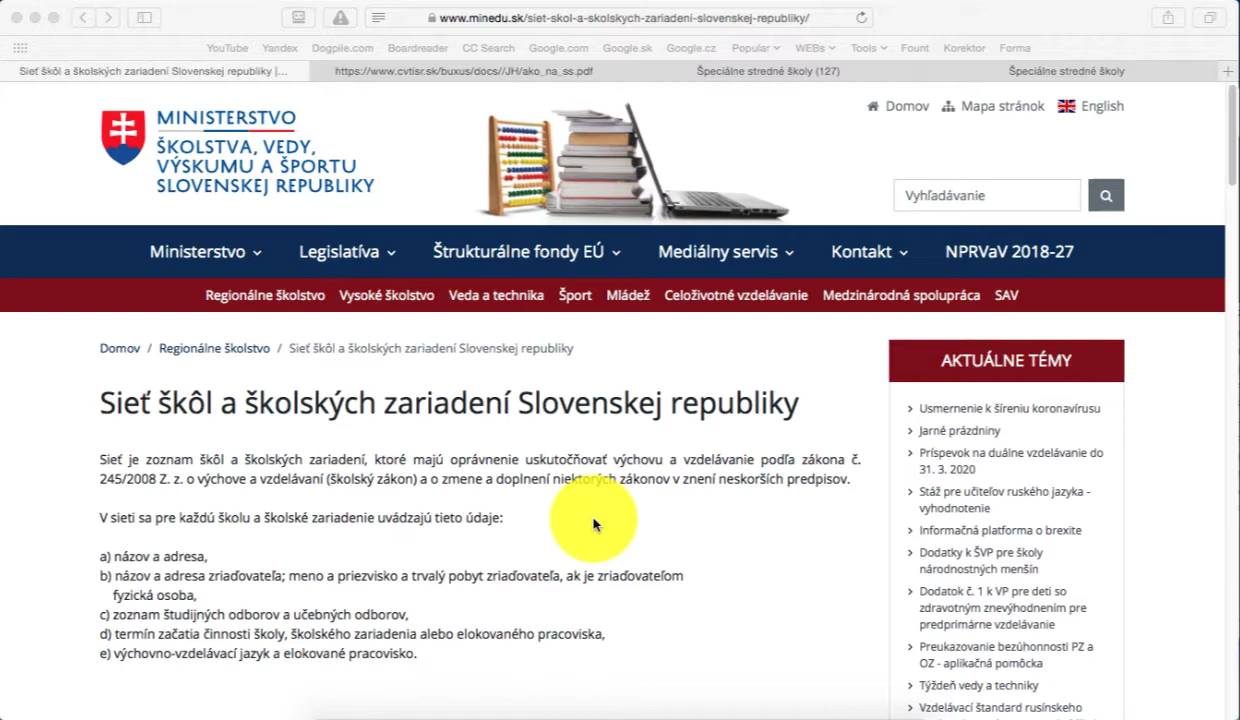 www.minedu.sk/siet-skol-a-skolskych-zariadeni-slovenskej-republiky/
YouTube Yandex Dogpile.com Boardreader CC Search Google.com Google.sk Google.cz Popular WEBs Tools Fount Korektor Forma
Sieť škôl a školských zariadení Slovenskej republiky |... https://www.cvtisr.sk/buxus/docs//JH/ako_na_ss.pdf Špeciálne stredné školy (127) Špeciálne stredné školy
MINISTERSTVO
ŠKOLSTVA, VEDY,
VÝSKUMU A ŠPORTU
SLOVENSKEJ REPUBLIKY
Domov Mapa stránok English
Vyhľadávanie
Ministerstvo Legislatíva Štrukturálne fondy EÚ Mediálny servis Kontakt NPRVaV 2018-27
Regionálne školstvo Vysoké školstvo Veda a technika Šport Mládež Celoživotné vzdelávanie Medzinárodná spolupráca SAV
Domov / Regionálne školstvo / Sieť škôl a školských zariadení Slovenskej republiky
Sieť škôl a školských zariadení Slovenskej republiky
Sieť je zoznam škôl a školských zariadení, ktoré majú oprávnenie uskutočňovať výchovu a vzdelávanie podľa zákona č.
245/2008 Z. z. o výchove a vzdelávaní (školský zákon) a o zmene a doplnení niektorých zákonov v znení neskorších predpisov.
V sieti sa pre každú školu a školské zariadenie uvádzajú tieto údaje:
a) názov a adresa,
b) názov a adresa zriaďovateľa; meno a priezvisko a trvalý pobyt zriaďovateľa, ak je zriaďovateľom
fyzická osoba,
c) zoznam študijných odborov a učebných odborov,
d) termín začatia činnosti školy, školského zariadenia alebo elokovaného pracoviska,
e) výchovno-vzdelávací jazyk a elokované pracovisko.
AKTUÁLNE TÉMY
Usmernenie k šíreniu koronavírusu
Jarné prázdniny
Príspevok na duálne vzdelávanie do
31. 3. 2020
Stáž pre učiteľov ruského jazyka -
vyhodnotenie
Informačná platforma o brexite
Dodatky k ŠVP pre školy
národnostných menšín
Dodatok č. 1 k VP pre deti so
zdravotným znevýhodnením pre
predprimárne vzdelávanie
Preukazovanie bezúhonnosti PZ a
OZ - aplikačná pomôcka
Týždeň vedy a techniky
Vzdelávací štandard rusínskeho